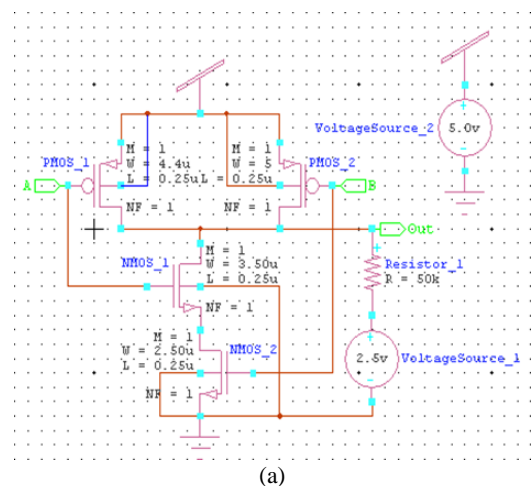 VoltageSource_2
5.0v
PMOS_1
M = 1
W = 4.4u
L = 0.25u
NF = 1
M = 1
W = 5
L = 0.25u
NF = 1
PMOS_2
A
B
Out
NMOS_1
M = 1
W = 3.50u
L = 0.25u
NF = 1
Resistor_1
R = 50k
M = 1
W = 2.50u
L = 0.25u
NF = 1
NMOS_2
2.5v
VoltageSource_1
(a)